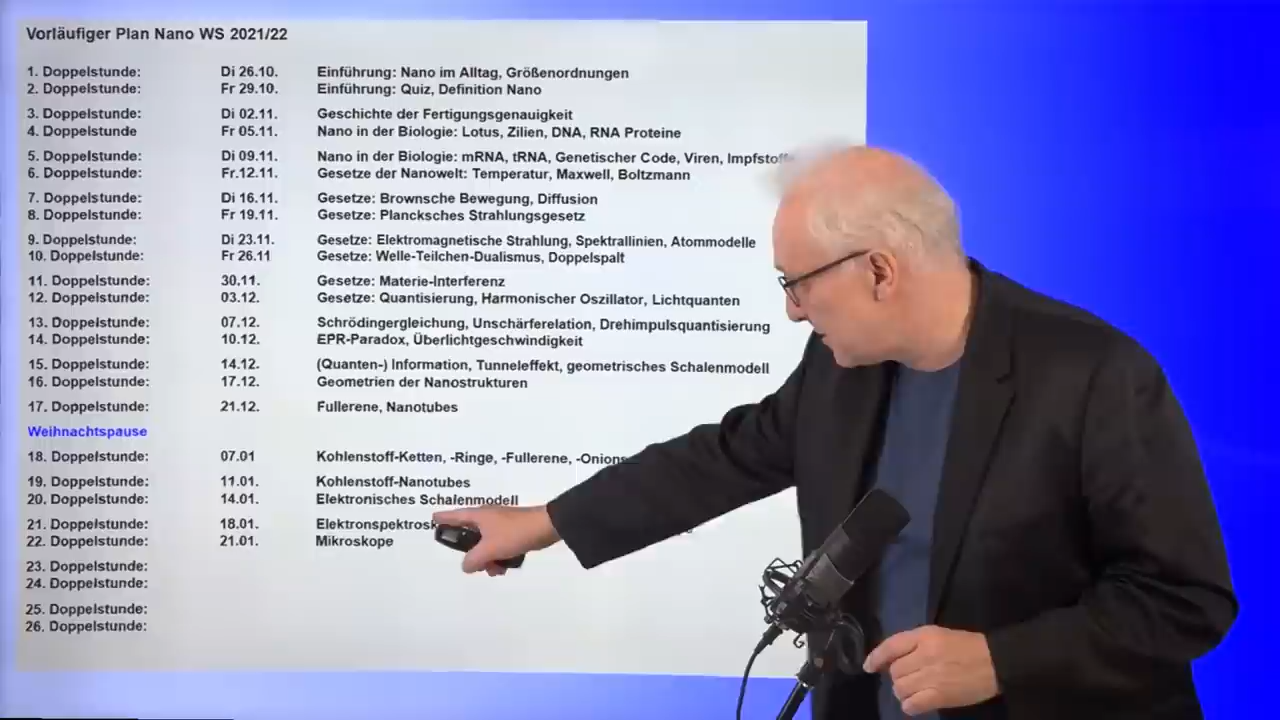 Vorläufiger Plan Nano WS 2021/22
1. Doppelstunde: Di 26.10. Einführung: Nano im Alltag, Größenordnungen
2. Doppelstunde: Fr 29.10. Einführung: Quiz, Definition Nano
3. Doppelstunde: Di 02.11. Geschichte der Fertigungsgenauigkeit
4. Doppelstunde Fr 05.11. Nano in der Biologie: Lotus, Zilien, DNA, RNA Proteine
5. Doppelstunde: Di 09.11. Nano in der Biologie: mRNA, tRNA, Genetischer Code, Viren,
6. Doppelstunde: Fr.12.11. Gesetze der Nanowelt: Temperatur, Maxwell, Boltzmann
7. Doppelstunde: Di 16.11. Gesetze: Brownsche Bewegung, Diffusion
8. Doppelstunde: Fr 19.11. Gesetze: Plancksches Strahlungsgesetz
9. Doppelstunde: Di 23.11. Gesetze: Elektromagnetische Strahlung, Spektrallinien, Atommodelle
10. Doppelstunde: Fr 26.11 Gesetze: Welle-Teilchen-Dualismus, Doppelspalt
11. Doppelstunde: 30.11. Gesetze: Materie-Interferenz
12. Doppelstunde: 03.12. Gesetze: Quantisierung, Harmonischer Oszillator, Lichtquanten
13. Doppelstunde: 07.12. Schrödingergleichung, Unschärferelation, Drehimpulsquantisierung
14. Doppelstunde: 10.12. EPR-Paradox, Überlichtgeschwindigkeit
15. Doppelstunde: 14.12. (Quanten-) Information, Tunneleffekt, geometrisches Schalenmodell
16. Doppelstunde: 17.12. Geometrien der Nanostrukturen
17. Doppelstunde: 21.12. Fullerene, Nanotubes
Weihnachtspause
18. Doppelstunde: 07.01 Kohlenstoff-Ketten, -Ringe, -Fullerene, -Onions
19. Doppelstunde: 11.01. Kohlenstoff-Nanotubes
20. Doppelstunde: 14.01. Elektronisches Schalenmodell
21. Doppelstunde: 18.01.
22. Doppelstunde: 21.01. Mikroskope
23. Doppelstunde:
24. Doppelstunde:
25. Doppelstunde:
26. Doppelstunde: